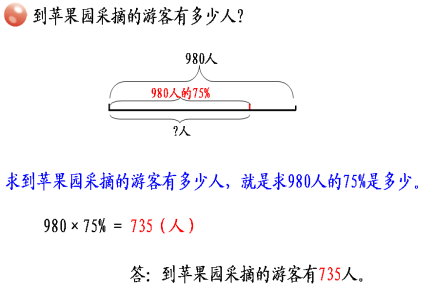 到苹果园采摘的游客有多少人?
980人
980人的75%
?人
求到苹果园采摘的游客有多少人，就是求980人的75%是多少。
980×75% = 735（人）
答：到苹果园采摘的游客有735人。